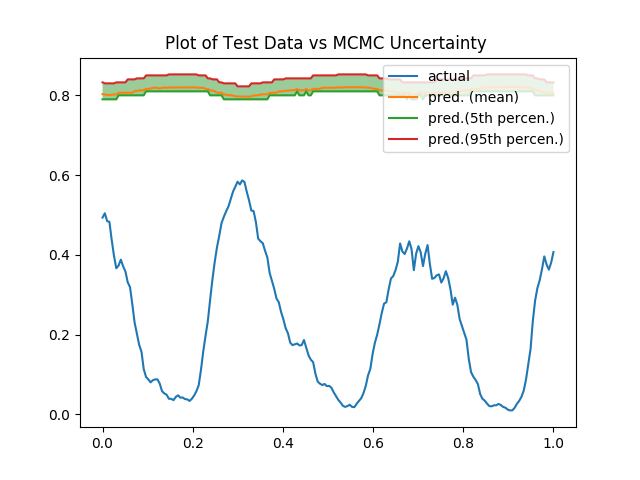 Plot of Test Data vs MCMC Uncertainty
actual
pred. (mean)
pred.(5th percen.)
pred.(95th percen.)
0.8
0.6
0.4
0.2
0.0
0.0 0.2 0.4 0.6 0.8 1.0